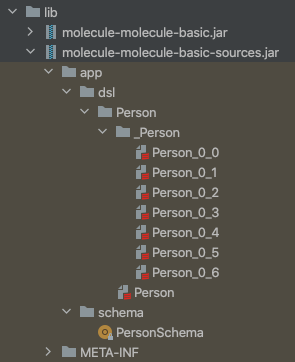 lib
molecule-molecule-basic.jar
molecule-molecule-basic-sources.jar
app
dsl
Person
_Person
Person_0_0
Person_0_1
Person_0_2
Person_0_3
Person_0_4
Person_0_5
Person_0_6
Person
schema
PersonSchema
META-INF